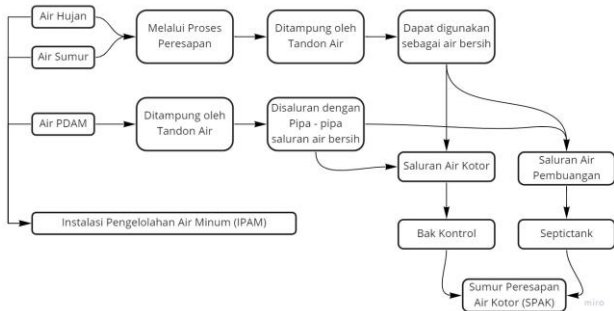 Air Hujan
Air Sumur
Melalui Proses
Peresapan
Ditampung oleh
Tandon Air
Dapat digunakan
sebagai air bersih
Air PDAM
Ditampung oleh
Tandon Air
Disaluran dengan
Pipa - pipa
saluran air bersih
Saluran Air Kotor
Saluran Air
Pembuangan
Instalasi Pengelolahan Air Minum (IPAM)
Bak Kontrol
Septictank
Sumur Peresapan
Air Kotor (SPAK)
miro